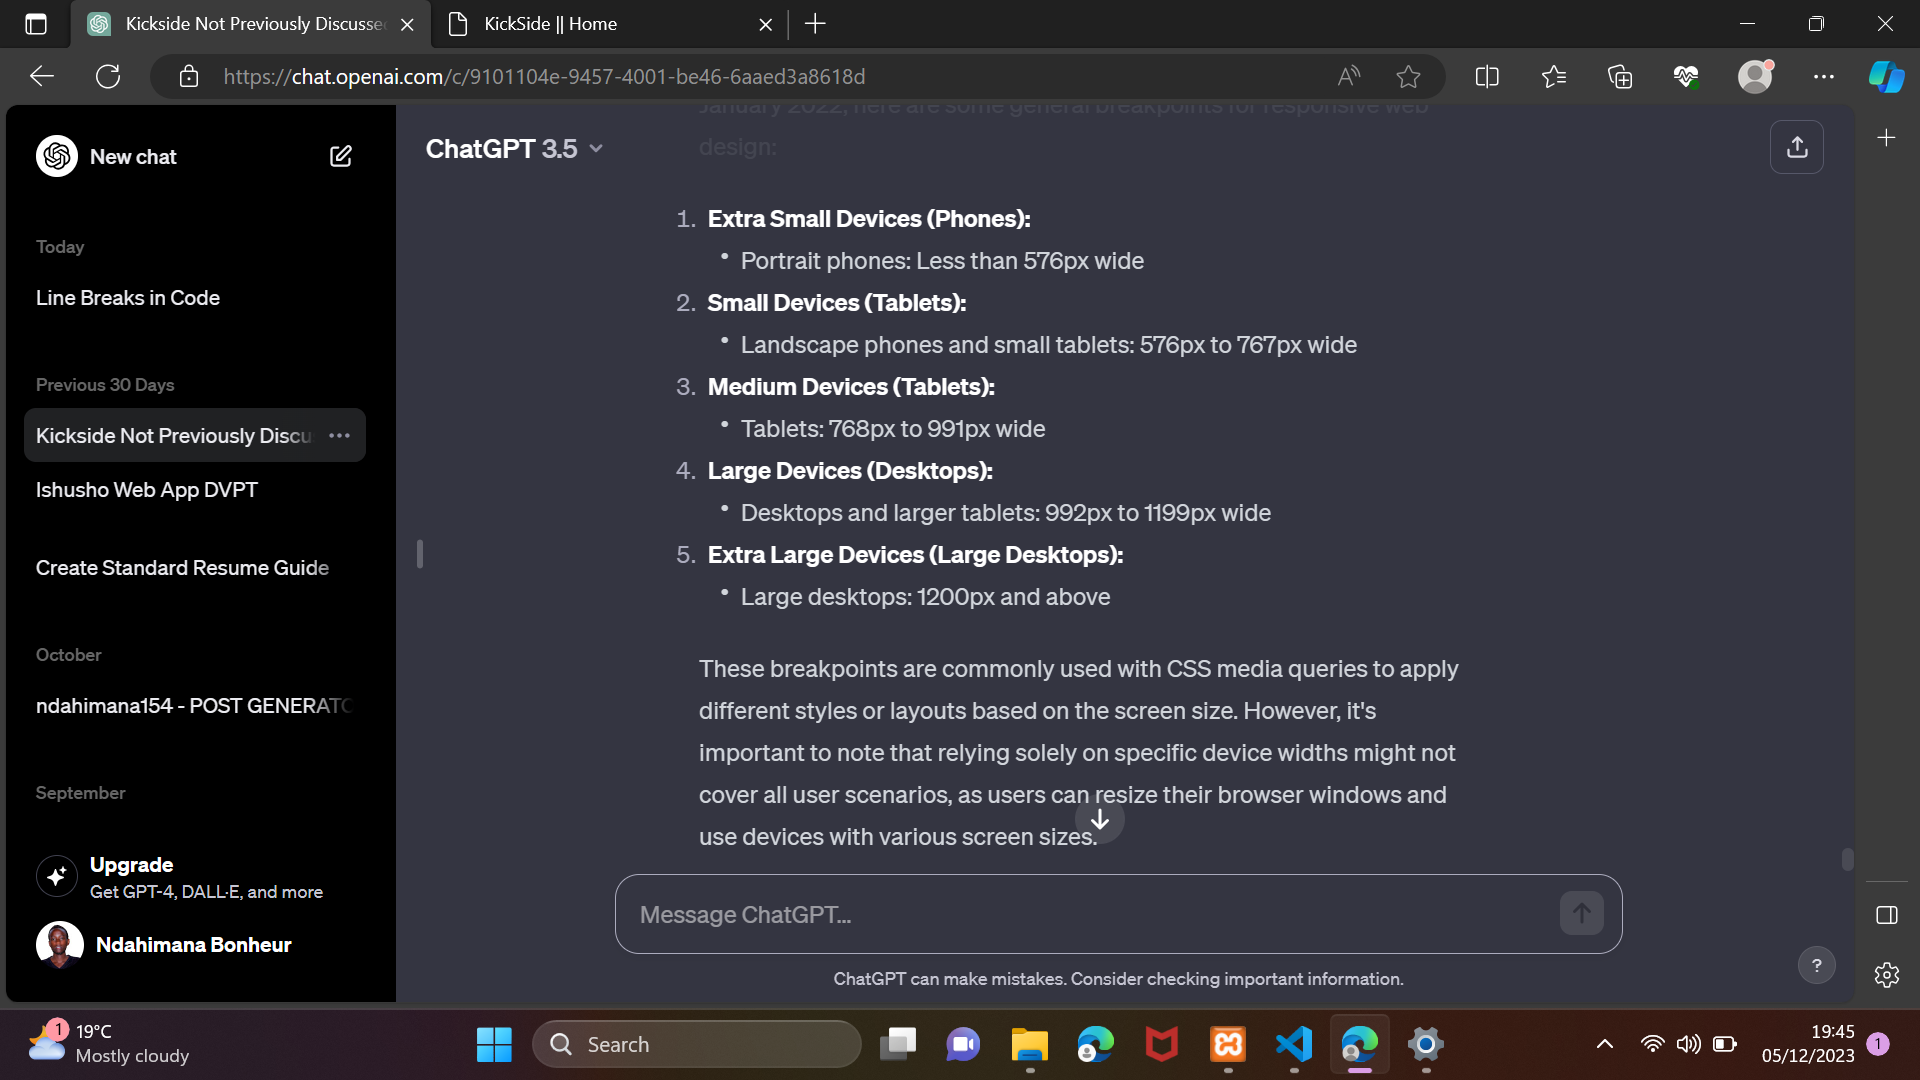 Kickside Not Previously Discusse
KickSide || Home
https://chat.openai.com/c/9101104e-9457-4001-be46-6aaed3a8618d
New chat
Today
Line Breaks in Code
Previous 30 Days
Kickside Not Previously Discu
Ishusho Web App DVPT
Create Standard Resume Guide
October
ndahimana154 - POST GENERATO
September
Upgrade
Get GPT-4, DALL·E, and more
Ndahimana Bonheur
ChatGPT 3.5
January 2022, here are some general breakpoints for responsive web
design:
1. Extra Small Devices (Phones):
• Portrait phones: Less than 576px wide
2. Small Devices (Tablets):
• Landscape phones and small tablets: 576px to 767px wide
3. Medium Devices (Tablets):
• Tablets: 768px to 991px wide
4. Large Devices (Desktops):
• Desktops and larger tablets: 992px to 1199px wide
5. Extra Large Devices (Large Desktops):
• Large desktops: 1200px and above
These breakpoints are commonly used with CSS media queries to apply
different styles or layouts based on the screen size. However, it's
important to note that relying solely on specific device widths might not
cover all user scenarios, as users can resize their browser windows and
use devices with various screen sizes.
Message ChatGPT...
ChatGPT can make mistakes. Consider checking important information.
?
1
19°C
Mostly cloudy
Search
19:45
05/12/2023
1